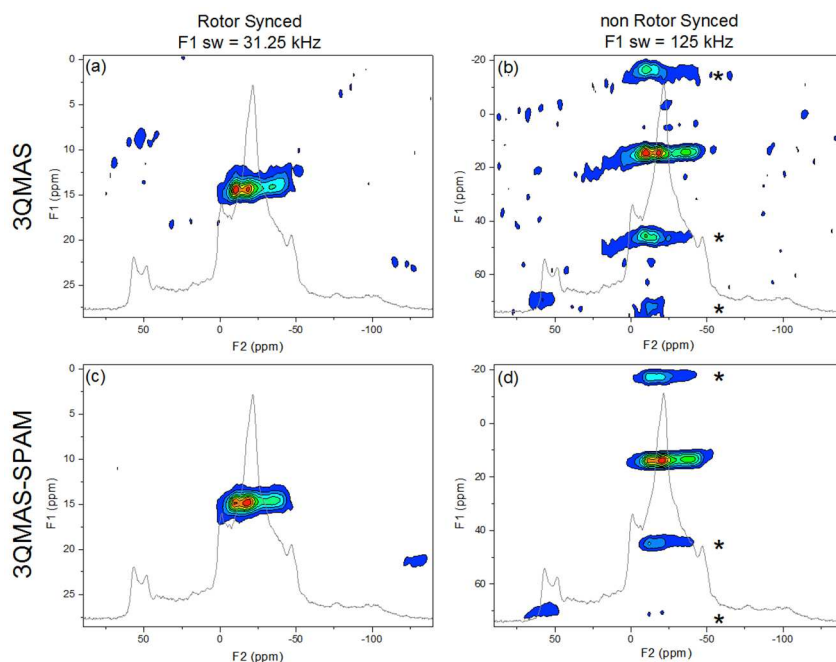 Rotor Synced
F1 sw = 31.25 kHz
non Rotor Synced
F1 sw = 125 kHz
3QMAS
(a)
0
5
10
15
20
25
F1 (ppm)
50
0
-50
-100
F2 (ppm)
(b)
-20
0
20
40
60
F1 (ppm)
50
0
-50
-100
F2 (ppm)
*
*
*
3QMAS-SPAM
(c)
0
5
10
15
20
25
F1 (ppm)
50
0
-50
-100
F2 (ppm)
(d)
-20
0
20
40
60
F1 (ppm)
50
0
-50
-100
F2 (ppm)
*
*
*